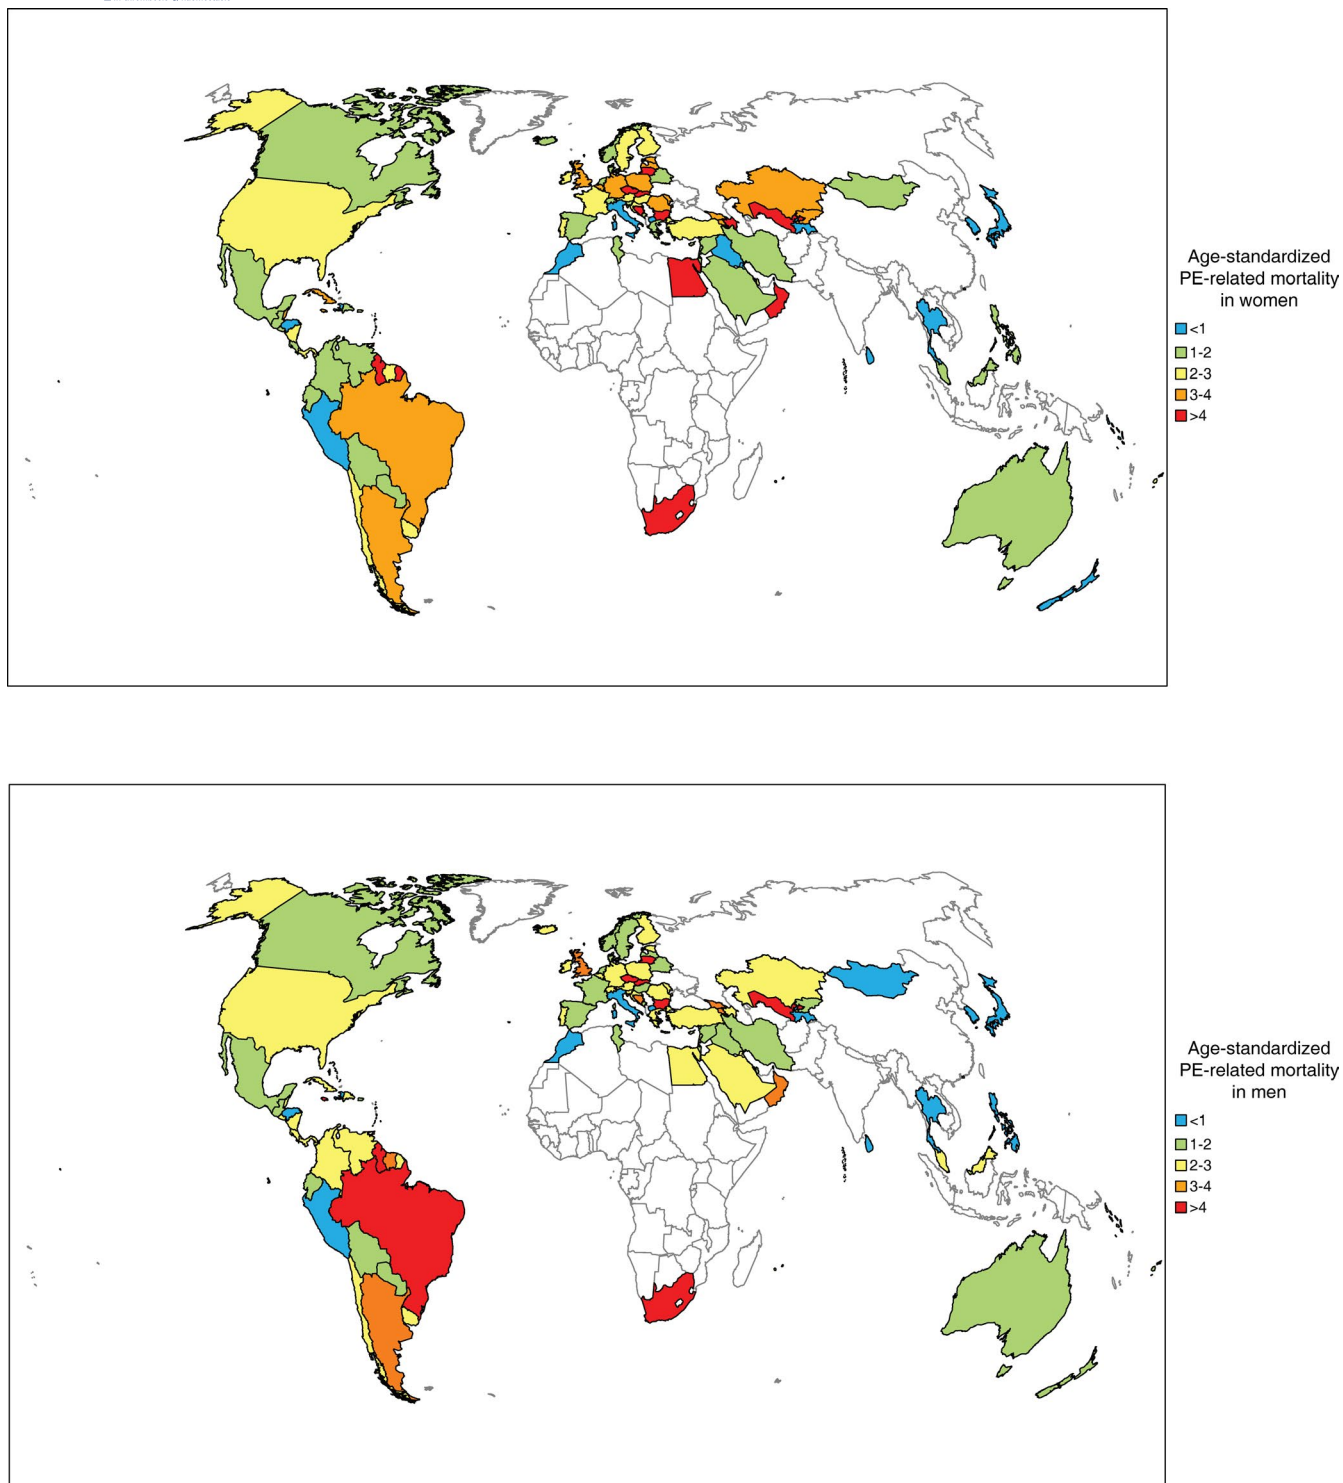 Age-standardized
PE-related mortality
in women
<1
1-2
2-3
3-4
>4
Age-standardized
PE-related mortality
in men
<1
1-2
2-3
3-4
>4